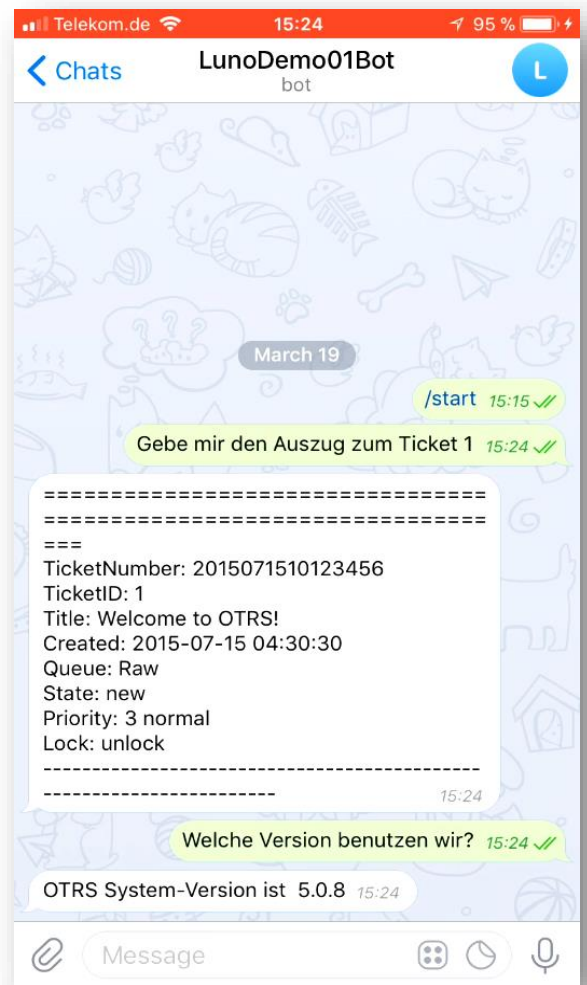 Telekom.de 15:24 95 %
Chats LunoDemo01Bot L
bot
March 19
/start 15:15
Gebe mir den Auszug zum Ticket 1 15:24
=================================
=================================
===
TicketNumber: 2015071510123456
TicketID: 1
Title: Welcome to OTRS!
Created: 2015-07-15 04:30:30
Queue: Raw
State: new
Priority: 3 normal
Lock: unlock
-------------------------------------------
----------------------- 15:24
Welche Version benutzen wir? 15:24
OTRS System-Version ist  5.0.8 15:24
Message